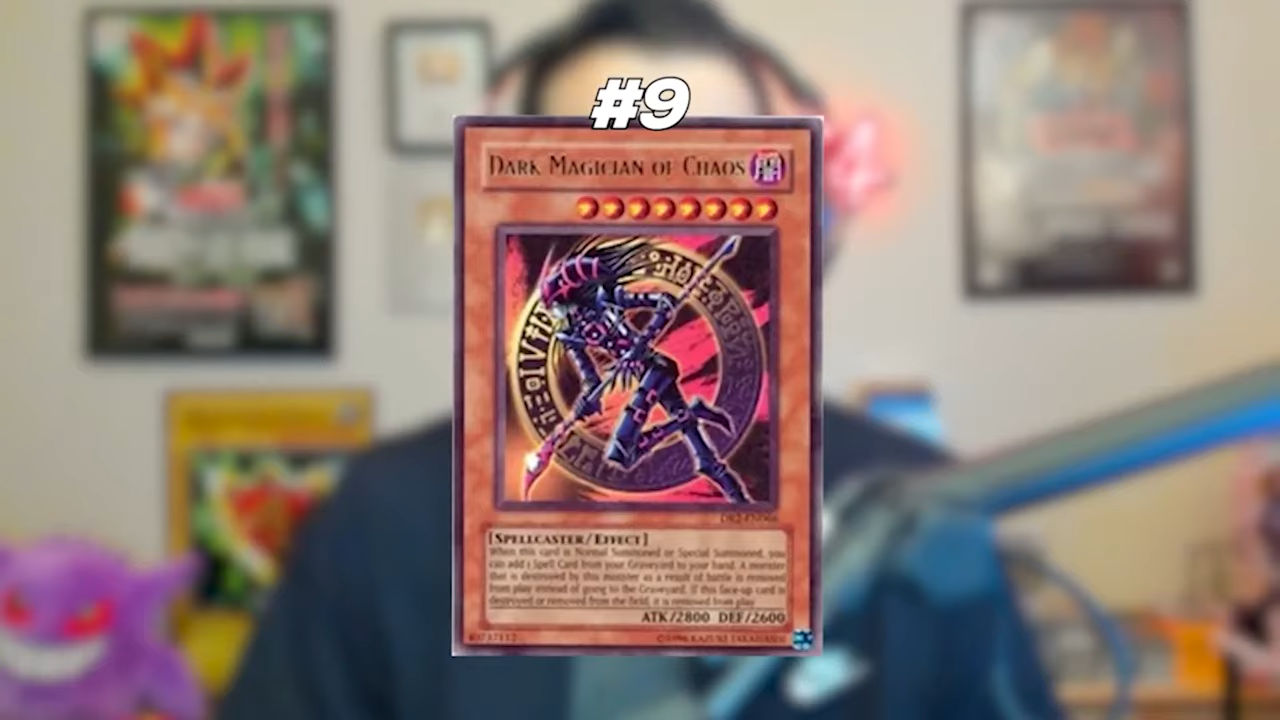 #9
DARK MAGICIAN OF CHAOS
[SPELLCASTER/EFFECT]
When this card is Normal Summoned or Special Summoned, you
can add 1 Spell Card from your Graveyard to your hand. A monster
that is destroyed by this monster as a result of battle is removed
from play instead of going to the Graveyard. If this face-up card is
destroyed or removed from the field, it is removed from play
ATK/2800 DEF/2600
©1996 KAZUKI TAKAHASHI